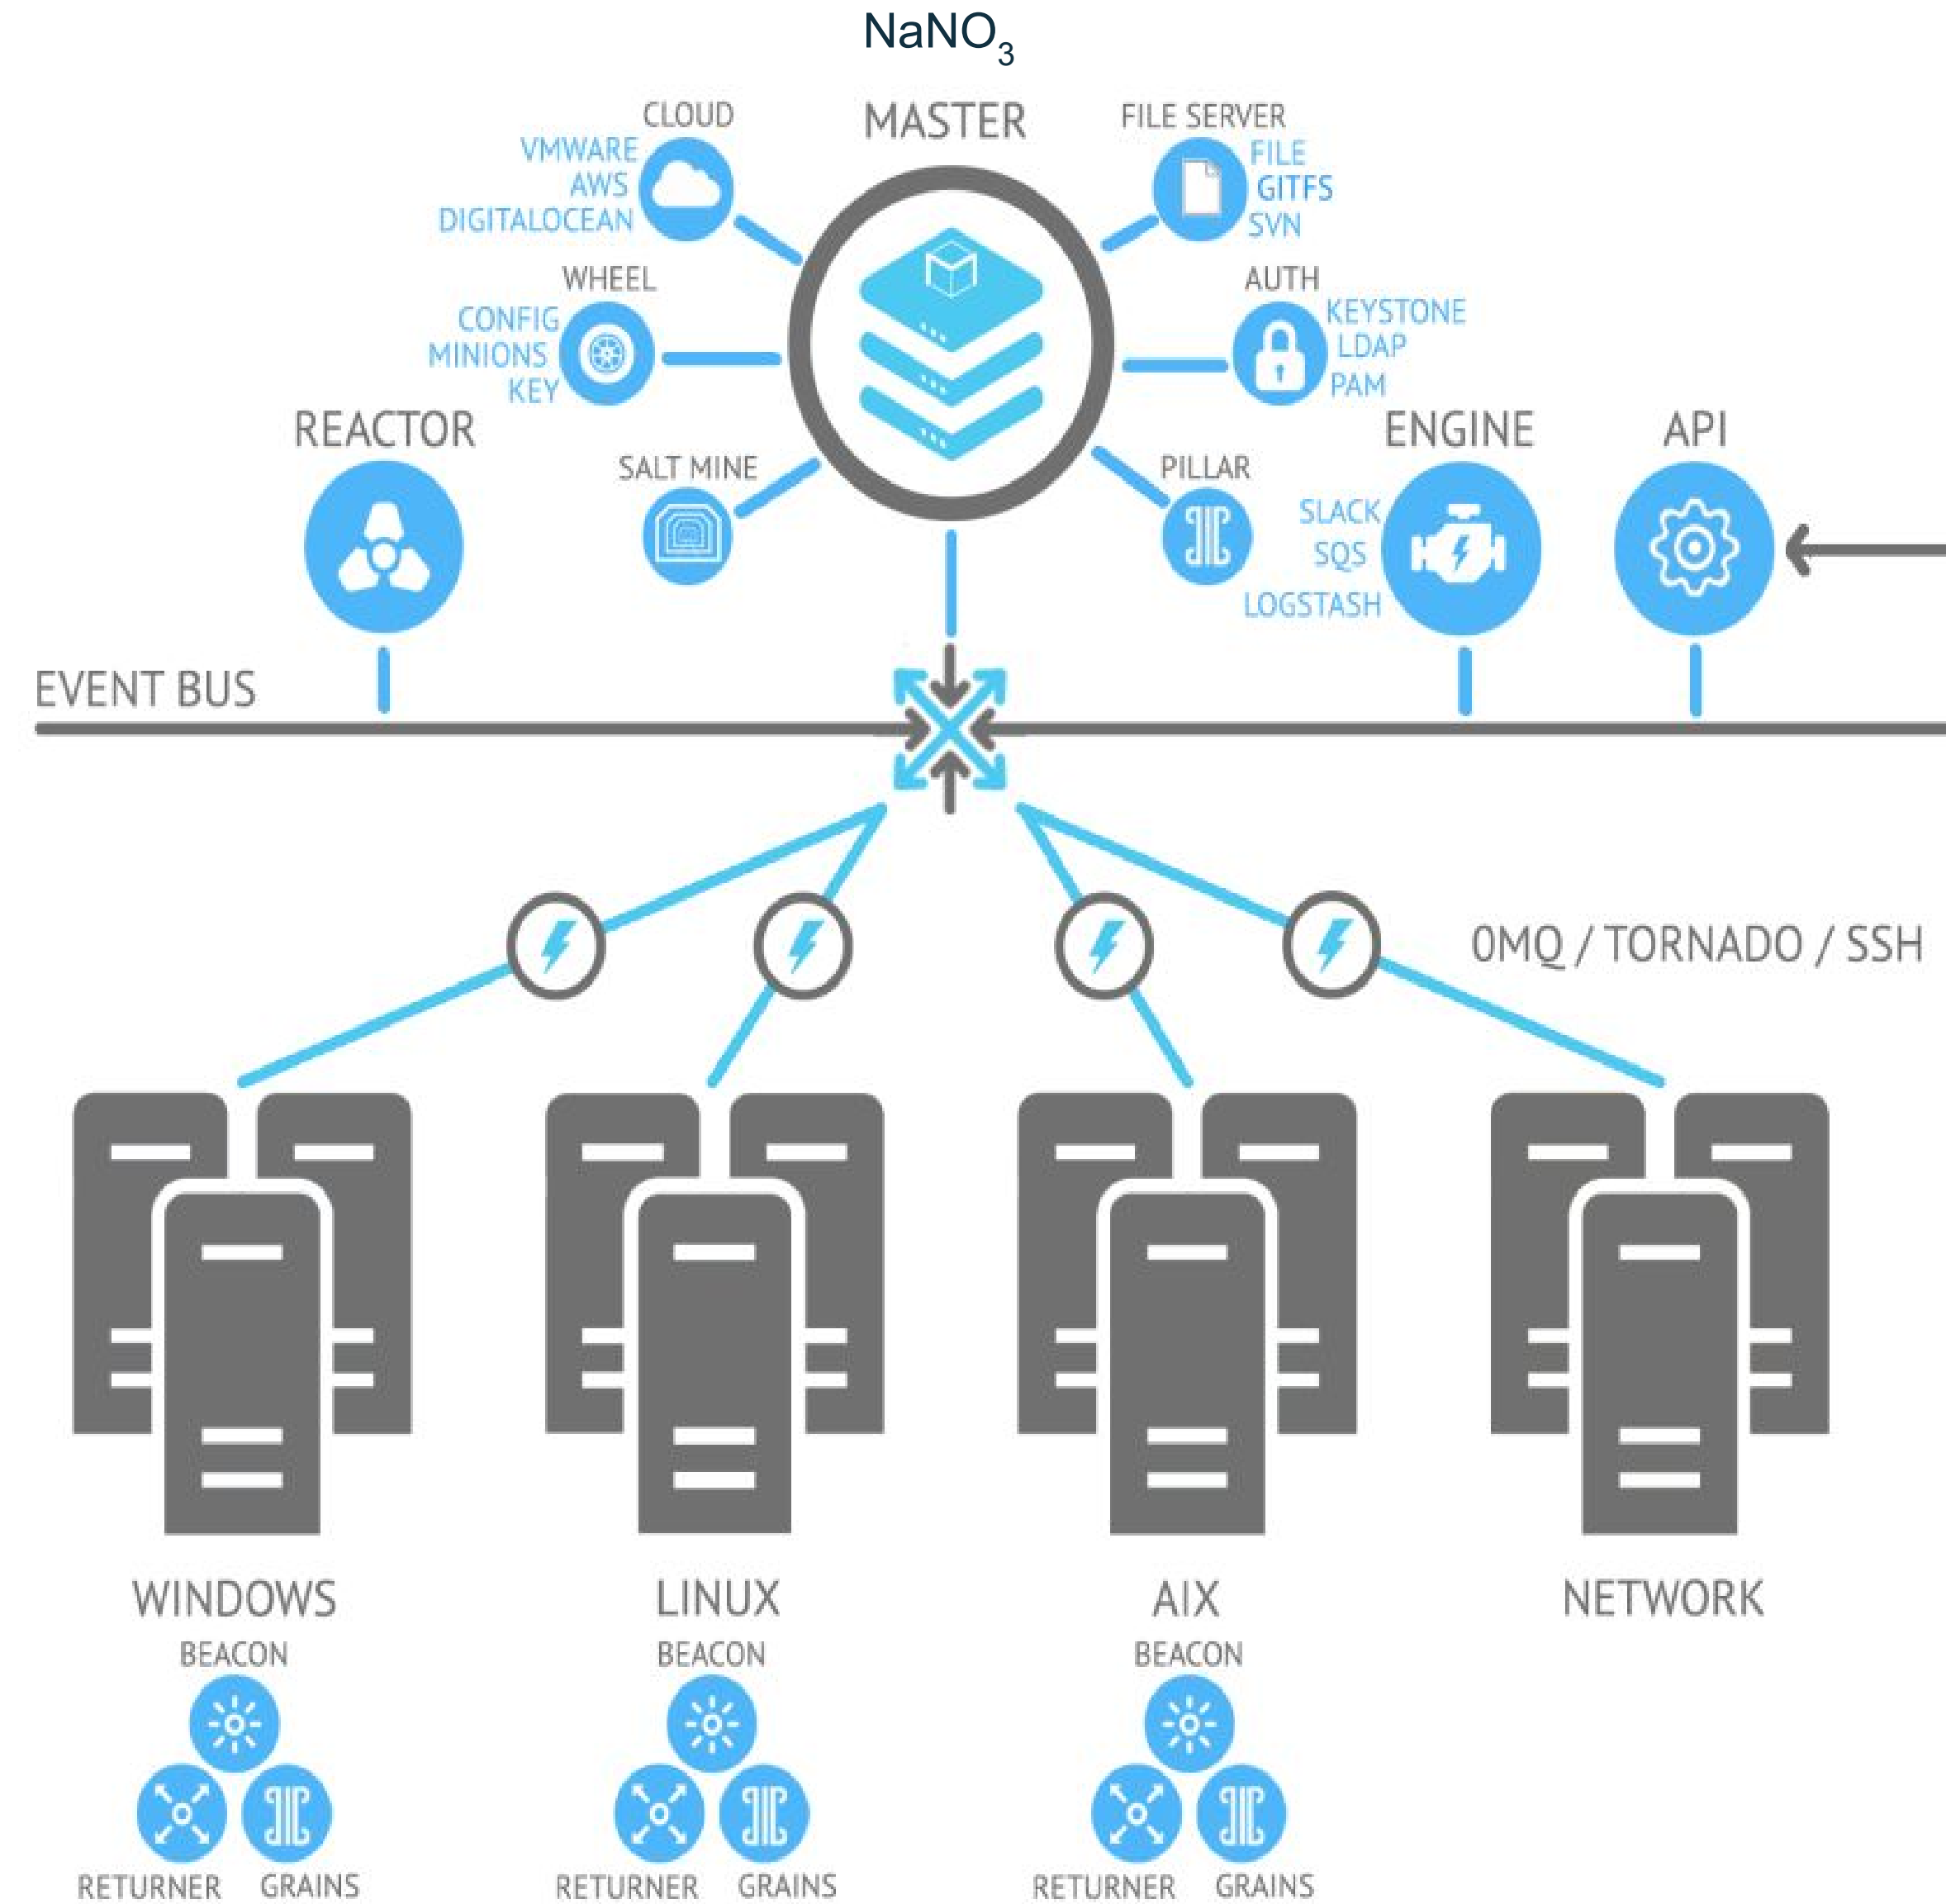 NaNO₃
MASTER
CLOUD
VMWARE
AWS
DIGITALOCEAN
FILE SERVER
FILE
GITFS
SVN
WHEEL
CONFIG
MINIONS
KEY
AUTH
KEYSTONE
LDAP
PAM
REACTOR
SALT MINE
PILLAR
ENGINE
SLACK
SQS
LOGSTASH
API
EVENT BUS
0MQ / TORNADO / SSH
WINDOWS
LINUX
AIX
NETWORK
BEACON
BEACON
BEACON
RETURNER
GRAINS
RETURNER
GRAINS
RETURNER
GRAINS